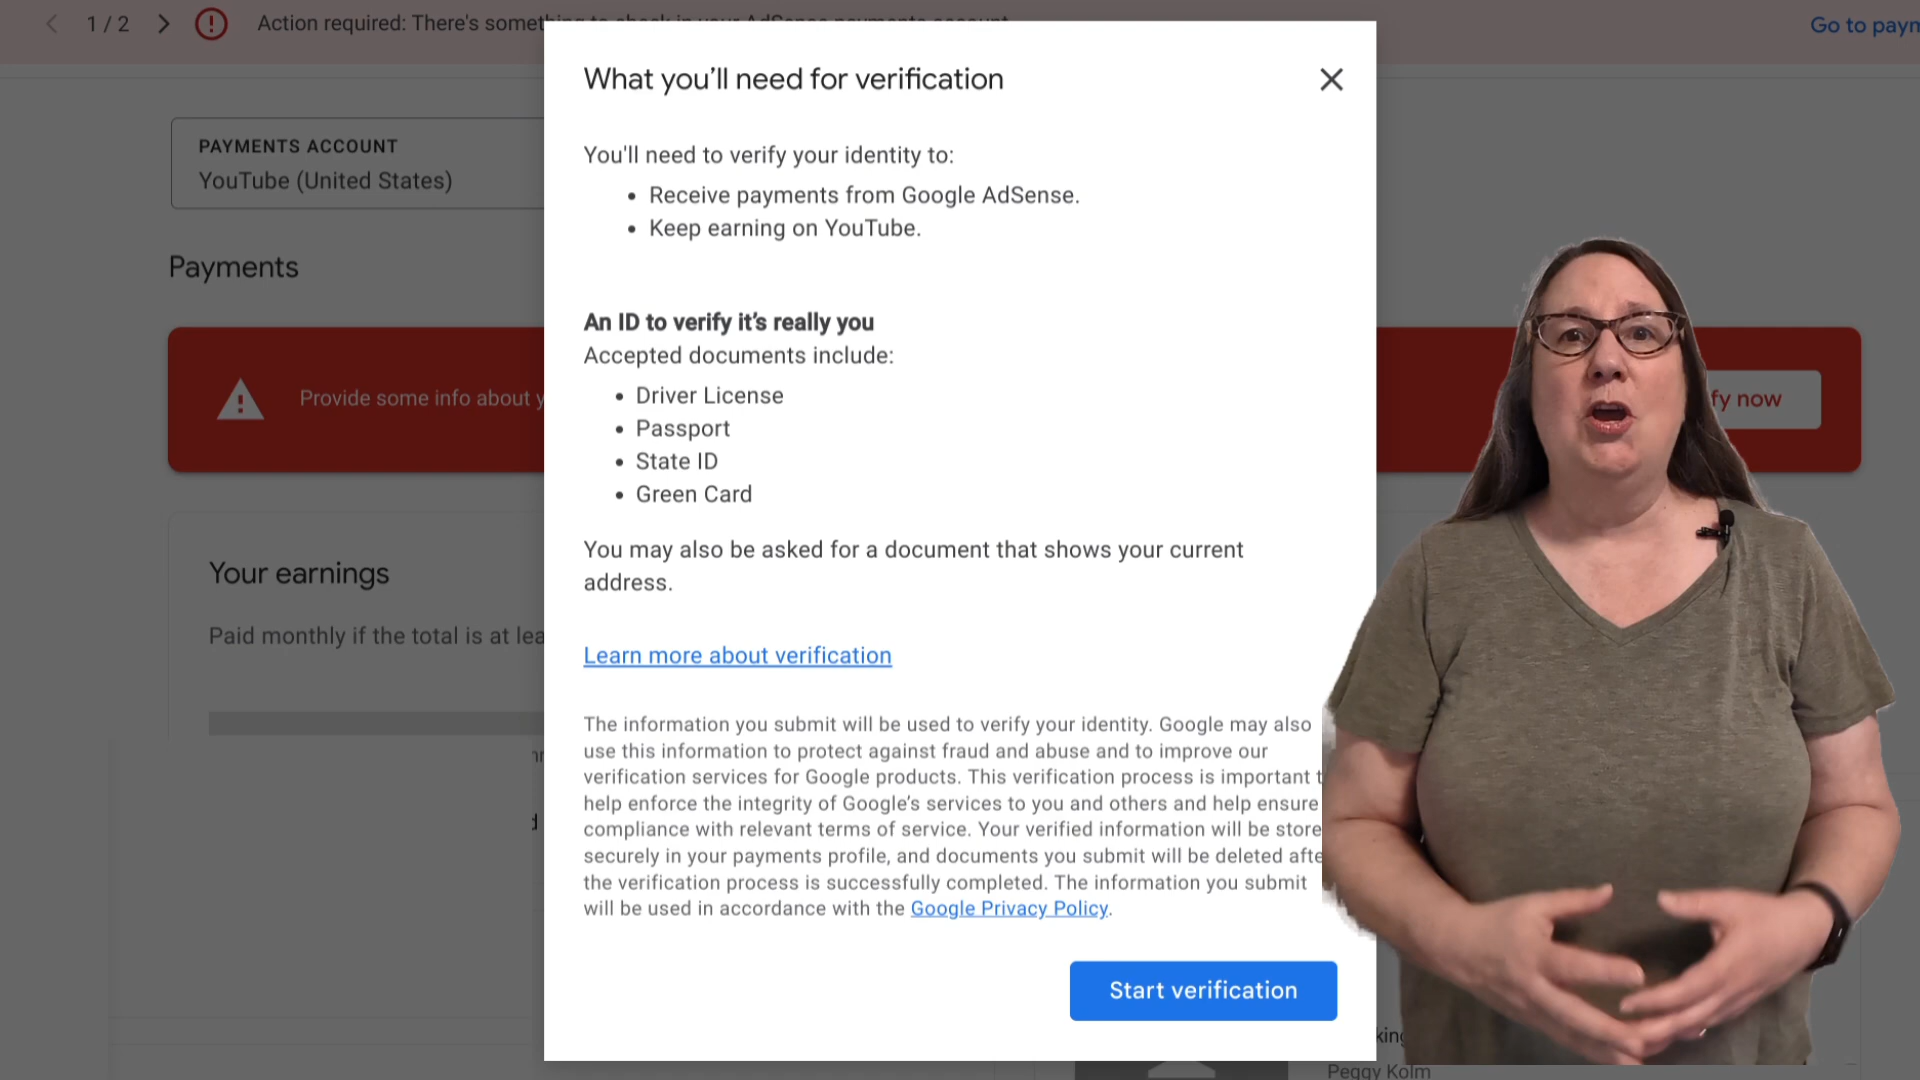 1 / 2
Action required: There's something to check in your AdSense payments account
Go to paym
PAYMENTS ACCOUNT
YouTube (United States)
Payments
Provide some info about y
fy now
Your earnings
Paid monthly if the total is at lea
What you’ll need for verification
You'll need to verify your identity to:
Receive payments from Google AdSense.
Keep earning on YouTube.
An ID to verify it’s really you
Accepted documents include:
Driver License
Passport
State ID
Green Card
You may also be asked for a document that shows your current
address.
Learn more about verification
The information you submit will be used to verify your identity. Google may also
use this information to protect against fraud and abuse and to improve our
verification services for Google products. This verification process is important t
help enforce the integrity of Google’s services to you and others and help ensure
compliance with relevant terms of service. Your verified information will be store
securely in your payments profile, and documents you submit will be deleted afte
the verification process is successfully completed. The information you submit
will be used in accordance with the Google Privacy Policy.
Start verification
king
Peggy Kolm